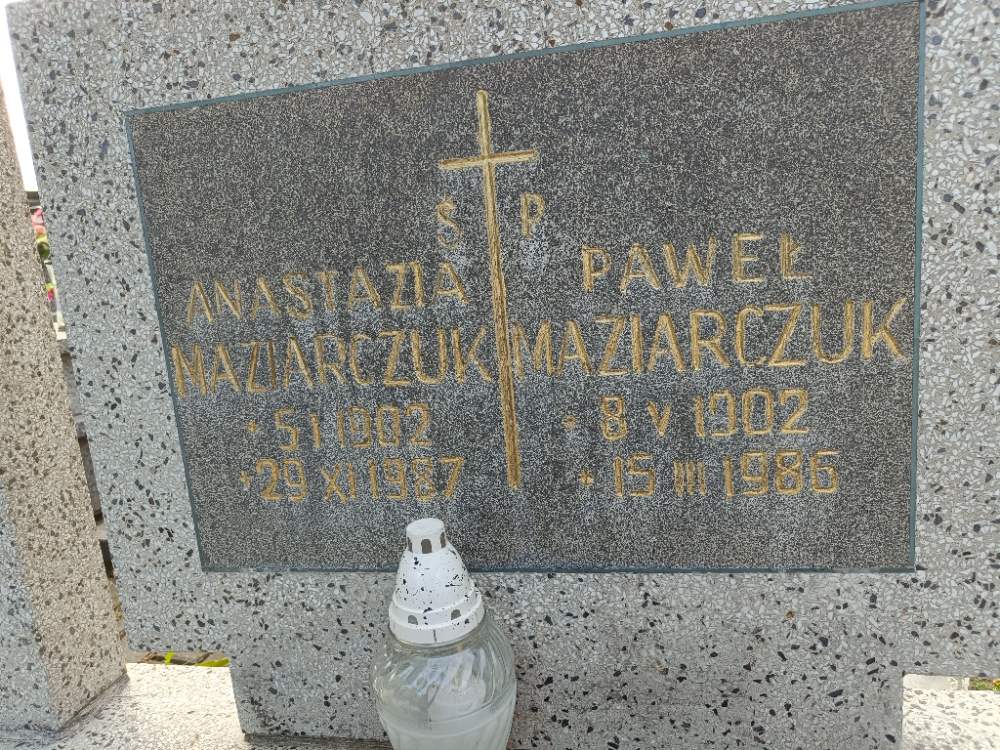 S P
ANASTAZIA
MAZIARCZUK
* 5 I 1902
+ 29 XI 1987
PAWEŁ
MAZIARCZUK
* 8 V 1902
+ 15 III 1986